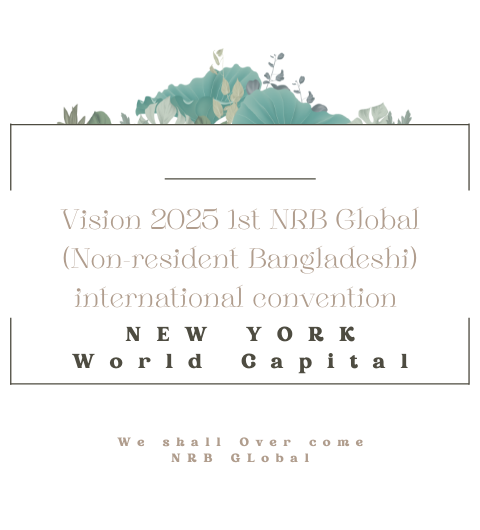 Vision 2025 1st NRB Global
(Non-resident Bangladeshi)
international convention
NEW YORK
World Capital
We shall Over come
NRB GLobal